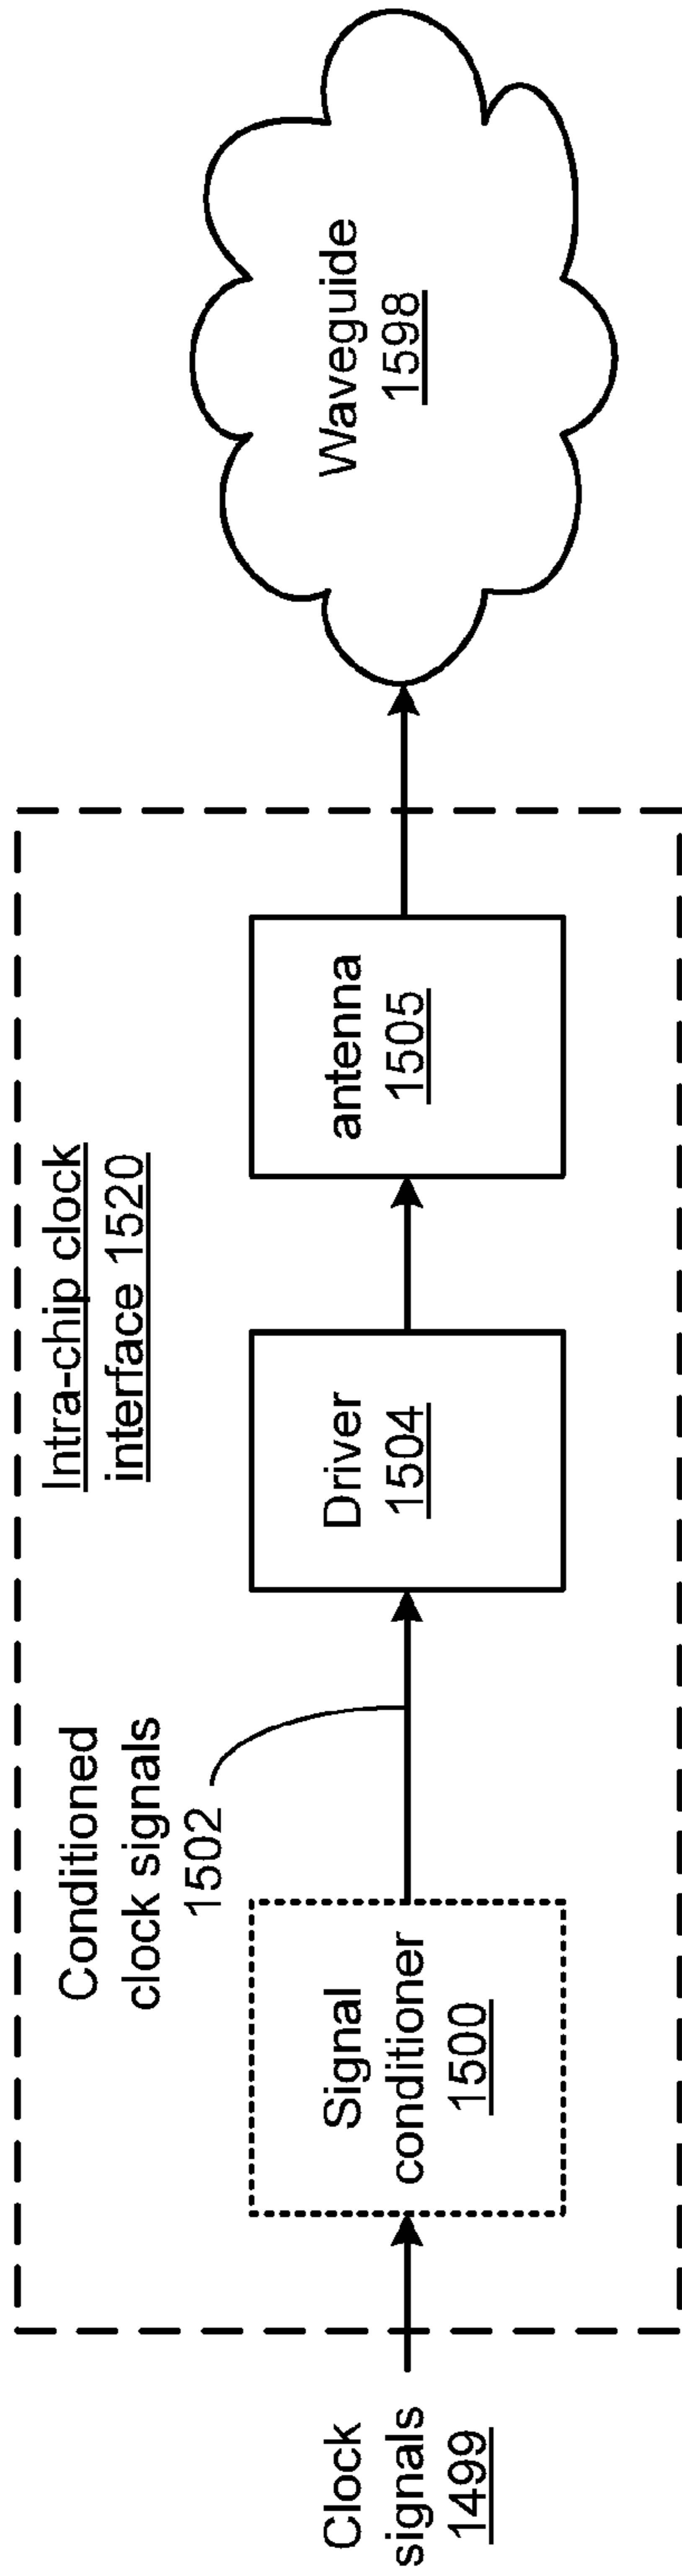 Clock
signals
1499
Signal
conditioner
1500
Conditioned
clock signals
1502
Driver
1504
Intra-chip clock
interface 1520
antenna
1505
Waveguide
1598